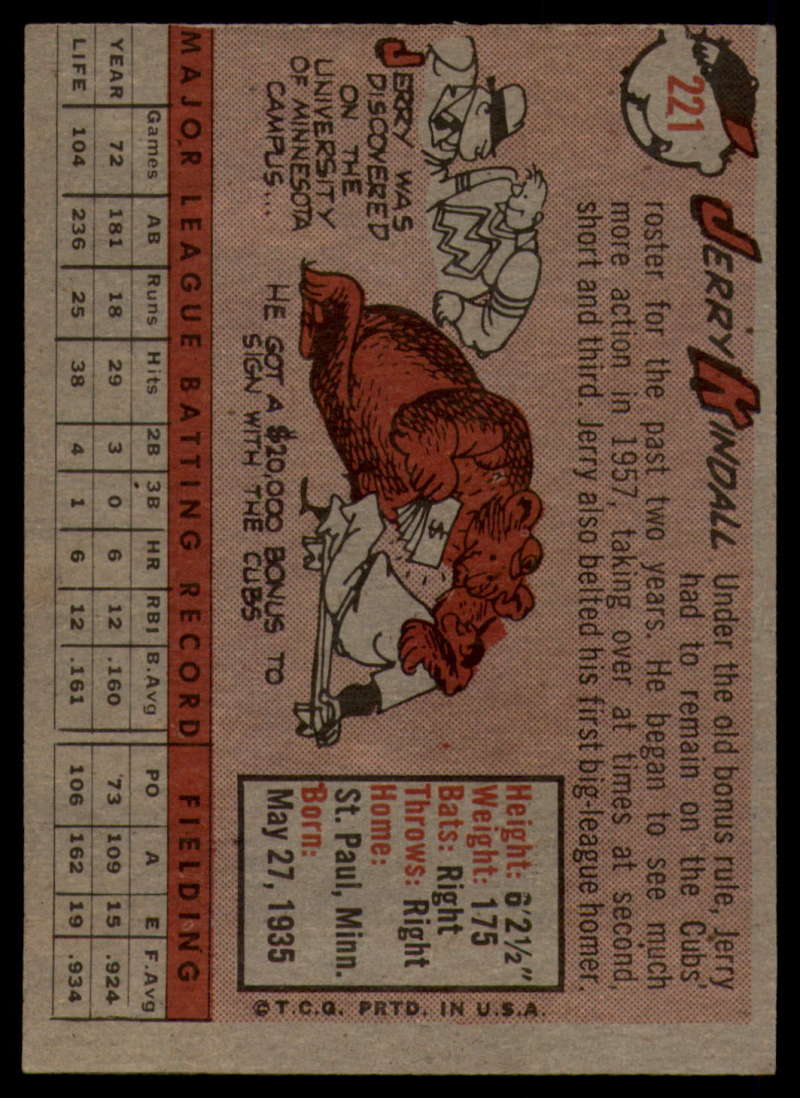 221
JERRY KINDALL
Under the old bonus rule, Jerry
had to remain on the Cubs'
roster for the past two years. He began to see much
more action in 1957, taking over at times at second,
short and third. Jerry also belted his first big-league homer.
JERRY WAS
DISCOVERED
ON THE
UNIVERSITY
OF MINNESOTA
CAMPUS...
$
HE GOT A $20,000 BONUS TO
SIGN WITH THE CUBS
Height: 6'2½"
Weight: 175
Bats: Right
Throws: Right
Home:
St. Paul, Minn.
Born:
May 27, 1935
© T.C.G. PRTD. IN U.S.A.
MAJOR LEAGUE BATTING RECORD FIELDING
Games AB Runs Hits 2B 3B HR RBI B.Avg PO A E F.Avg
YEAR 72 181 18 29 3 0 6 12 .160 '73 109 15 .924
LIFE 104 236 25 38 4 1 6 12 .161 106 162 19 .934